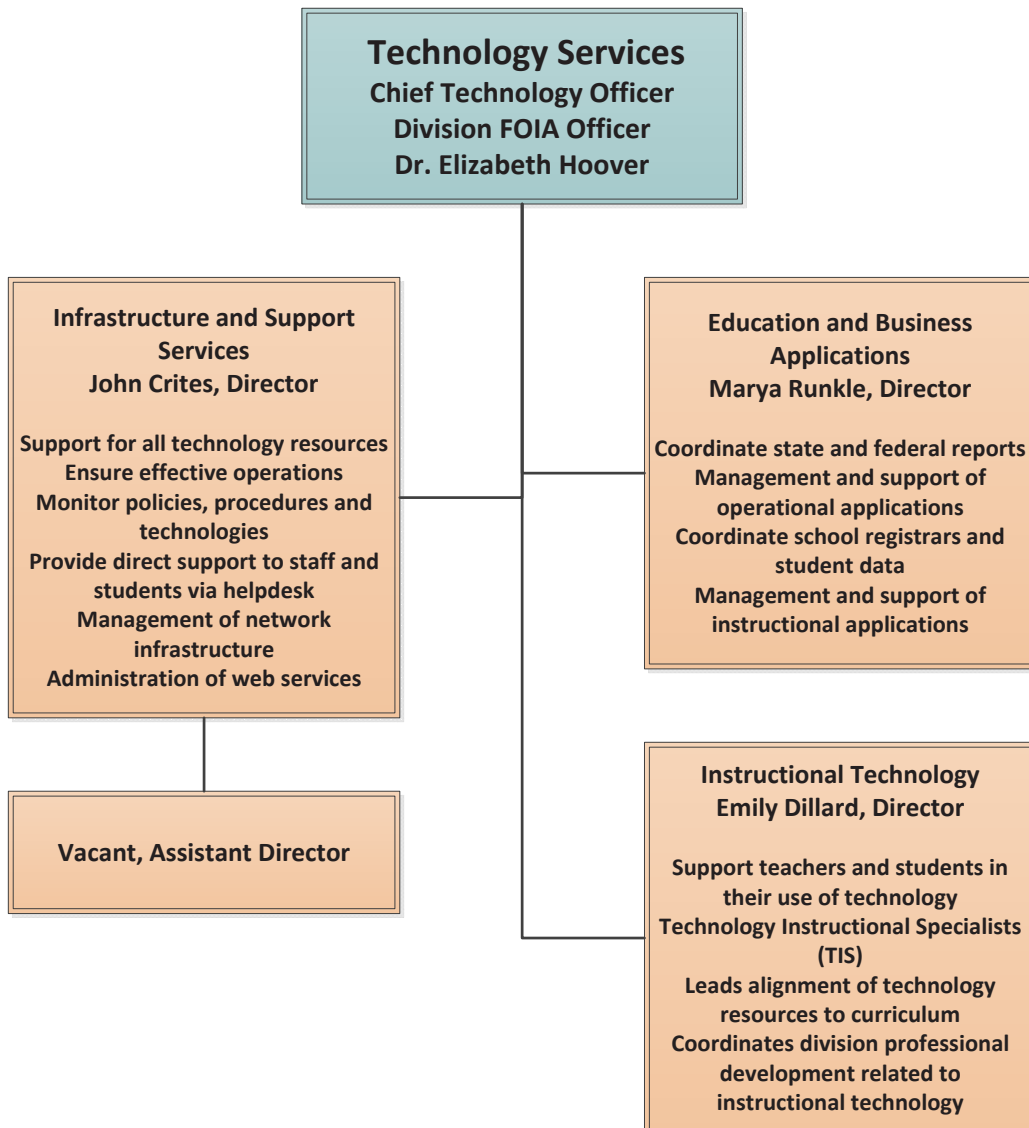 Technology Services
Chief Technology Officer
Division FOIA Officer
Dr. Elizabeth Hoover
Infrastructure and Support
Services
John Crites, Director
Support for all technology resources
Ensure effective operations
Monitor policies, procedures and
technologies
Provide direct support to staff and
students via helpdesk
Management of network
infrastructure
Administration of web services
Vacant, Assistant Director
Education and Business
Applications
Marya Runkle, Director
Coordinate state and federal reports
Management and support of
operational applications
Coordinate school registrars and
student data
Management and support of
instructional applications
Instructional Technology
Emily Dillard, Director
Support teachers and students in
their use of technology
Technology Instructional Specialists
(TIS)
Leads alignment of technology
resources to curriculum
Coordinates division professional
development related to
instructional technology